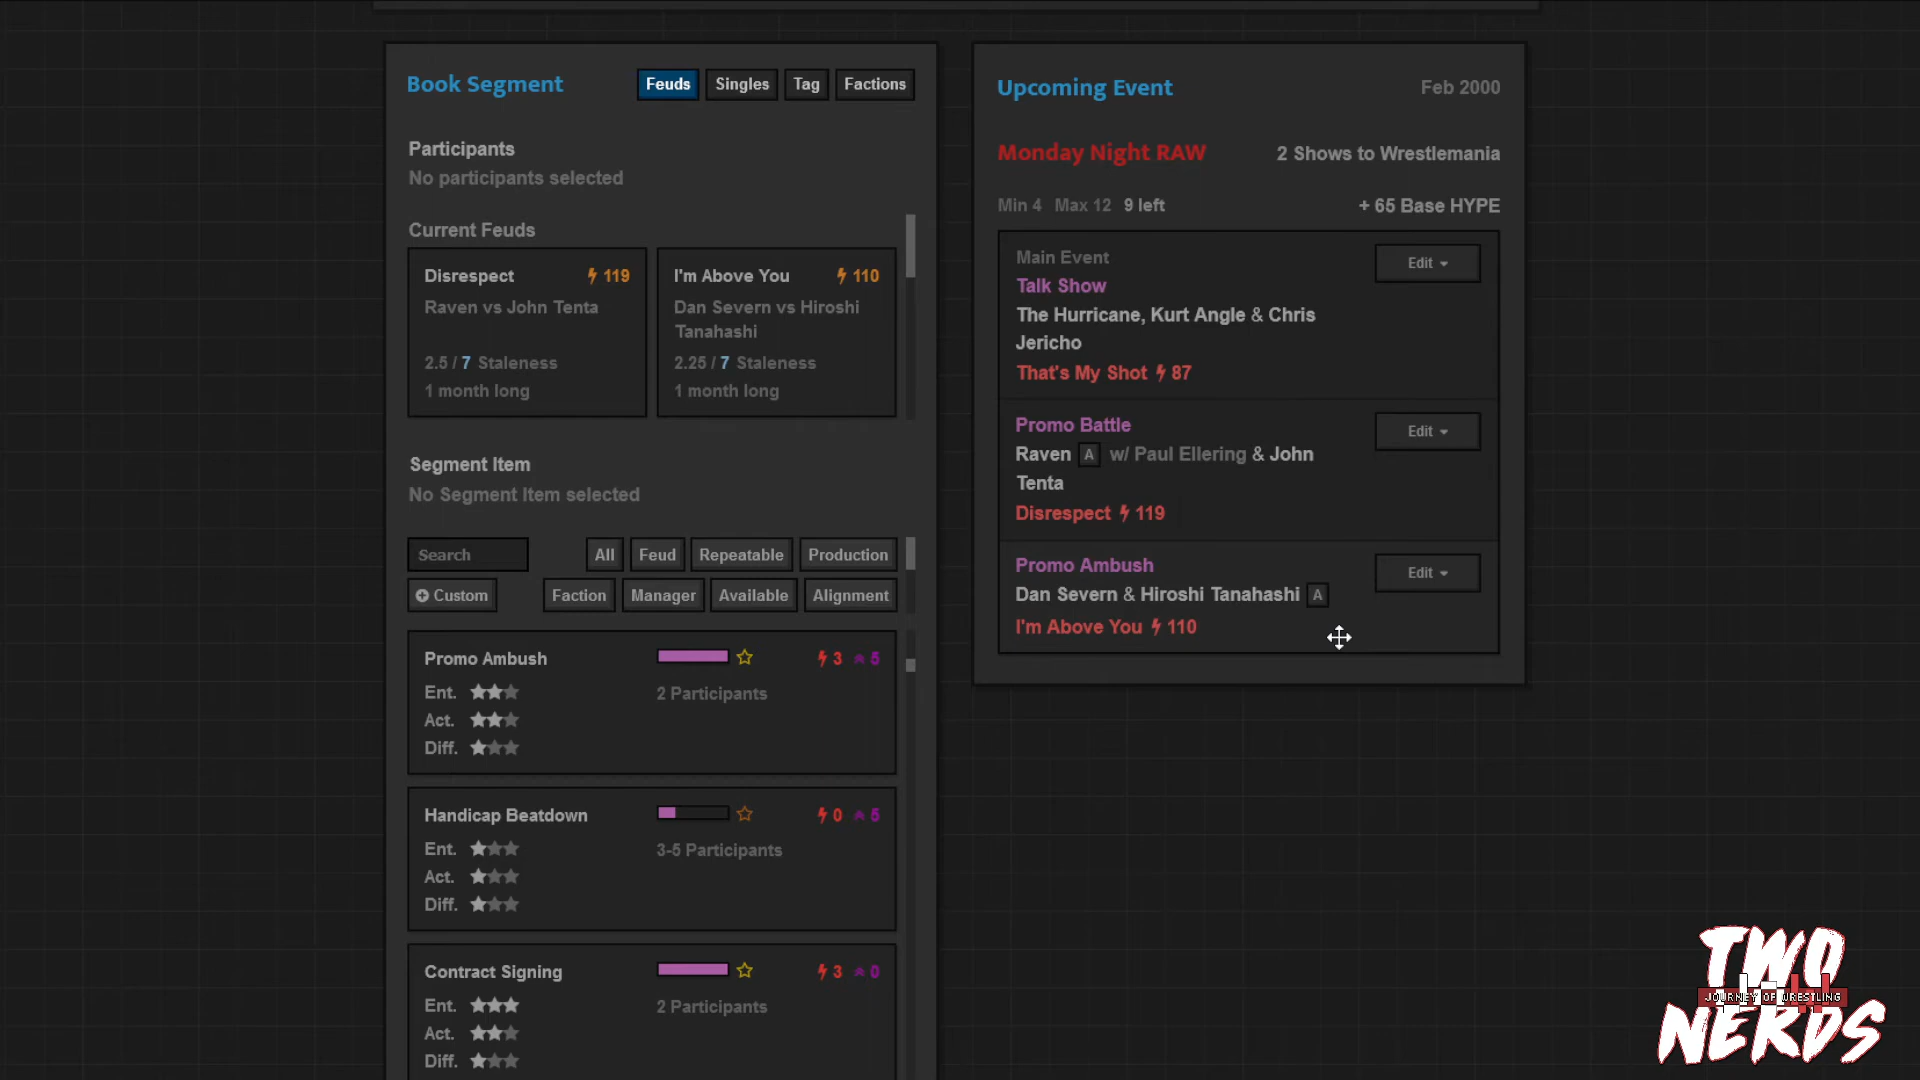 Book Segment
Feuds
Singles
Tag
Factions
Participants
No participants selected
Current Feuds
Disrespect
119
Raven vs John Tenta
2.5 / 7 Staleness
1 month long
I'm Above You
110
Dan Severn vs Hiroshi
Tanahashi
2.25 / 7 Staleness
1 month long
Segment Item
No Segment Item selected
Search
All
Feud
Repeatable
Production
Custom
Faction
Manager
Available
Alignment
Promo Ambush
3 5
Ent.
2 Participants
Act.
Diff.
Handicap Beatdown
0 5
Ent.
3-5 Participants
Act.
Diff.
Contract Signing
3 0
Ent.
2 Participants
Act.
Diff.
Upcoming Event
Feb 2000
Monday Night RAW
2 Shows to Wrestlemania
Min 4 Max 12 9 left
+ 65 Base HYPE
Main Event
Edit
Talk Show
The Hurricane, Kurt Angle & Chris
Jericho
That's My Shot 87
Promo Battle
Edit
Raven A w/ Paul Ellering & John
Tenta
Disrespect 119
Promo Ambush
Edit
Dan Severn & Hiroshi Tanahashi A
I'm Above You 110
TWO
JOURNEY OF WRESTLING
NERDS